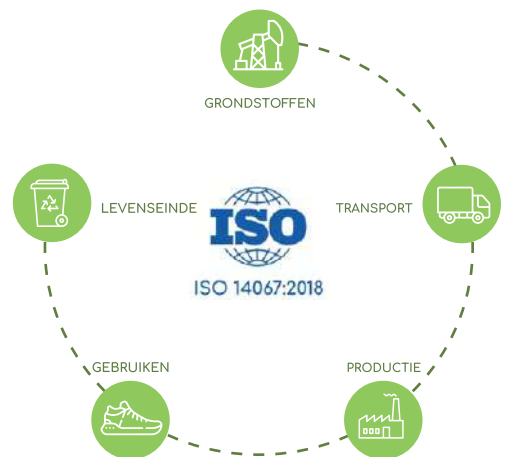 GRONDSTOFFEN
LEVENSEINDE
TRANSPORT
ISO
ISO 14067:2018
GEBRUIKEN
PRODUCTIE